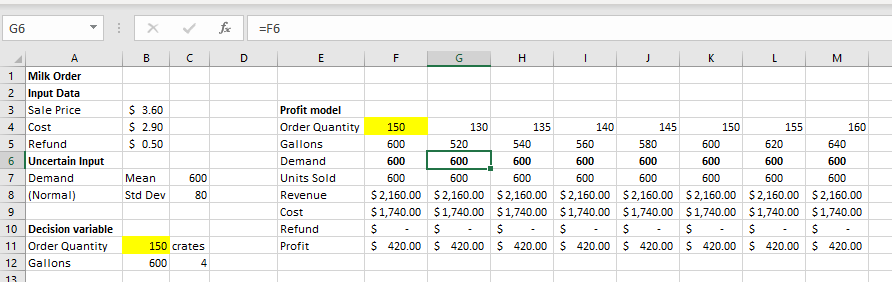 G6 fx =F6
A B C D E F G H I J K L M
1 Milk Order
2 Input Data
3 Sale Price $ 3.60 Profit model
4 Cost $ 2.90 Order Quantity 150 130 135 140 145 150 155 160
5 Refund $ 0.50 Gallons 600 520 540 560 580 600 620 640
6 Uncertain Input Demand 600 600 600 600 600 600 600 600
7 Demand Mean 600 Units Sold 600 600 600 600 600 600 600 600
8 (Normal) Std Dev 80 Revenue $2,160.00 $2,160.00 $2,160.00 $2,160.00 $2,160.00 $2,160.00 $2,160.00 $2,160.00
9 Cost $1,740.00 $1,740.00 $1,740.00 $1,740.00 $1,740.00 $1,740.00 $1,740.00 $1,740.00
10 Decision variable Refund $ - $ - $ - $ - $ - $ - $ - $ -
11 Order Quantity 150 crates Profit $ 420.00 $ 420.00 $ 420.00 $ 420.00 $ 420.00 $ 420.00 $ 420.00 $ 420.00
12 Gallons 600 4
13